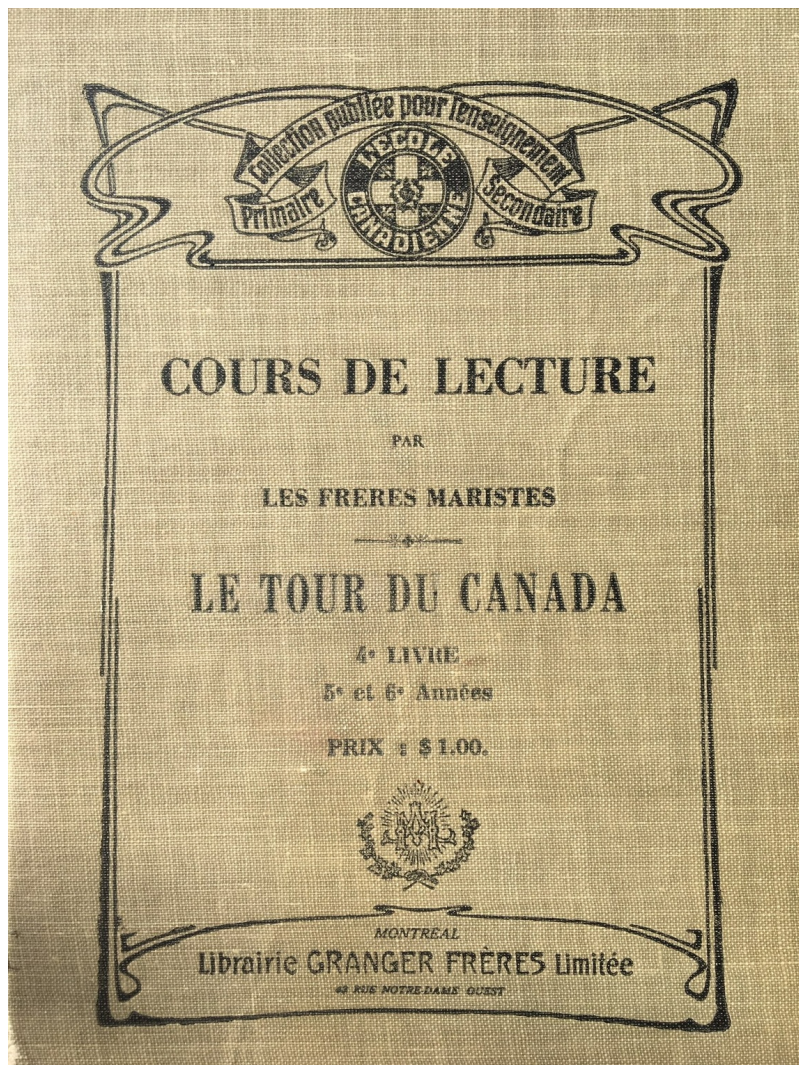 Collection publiée pour l'enseignement
Primaire
Secondaire
L'ECOLE
CANADIENNE
COURS DE LECTURE
PAR
LES FRERES MARISTES
LE TOUR DU CANADA
4e LIVRE
5e et 6e Années
PRIX : $1.00.
MONTRÉAL
Librairie GRANGER FRÈRES Limitée
43 RUE NOTRE-DAME OUEST